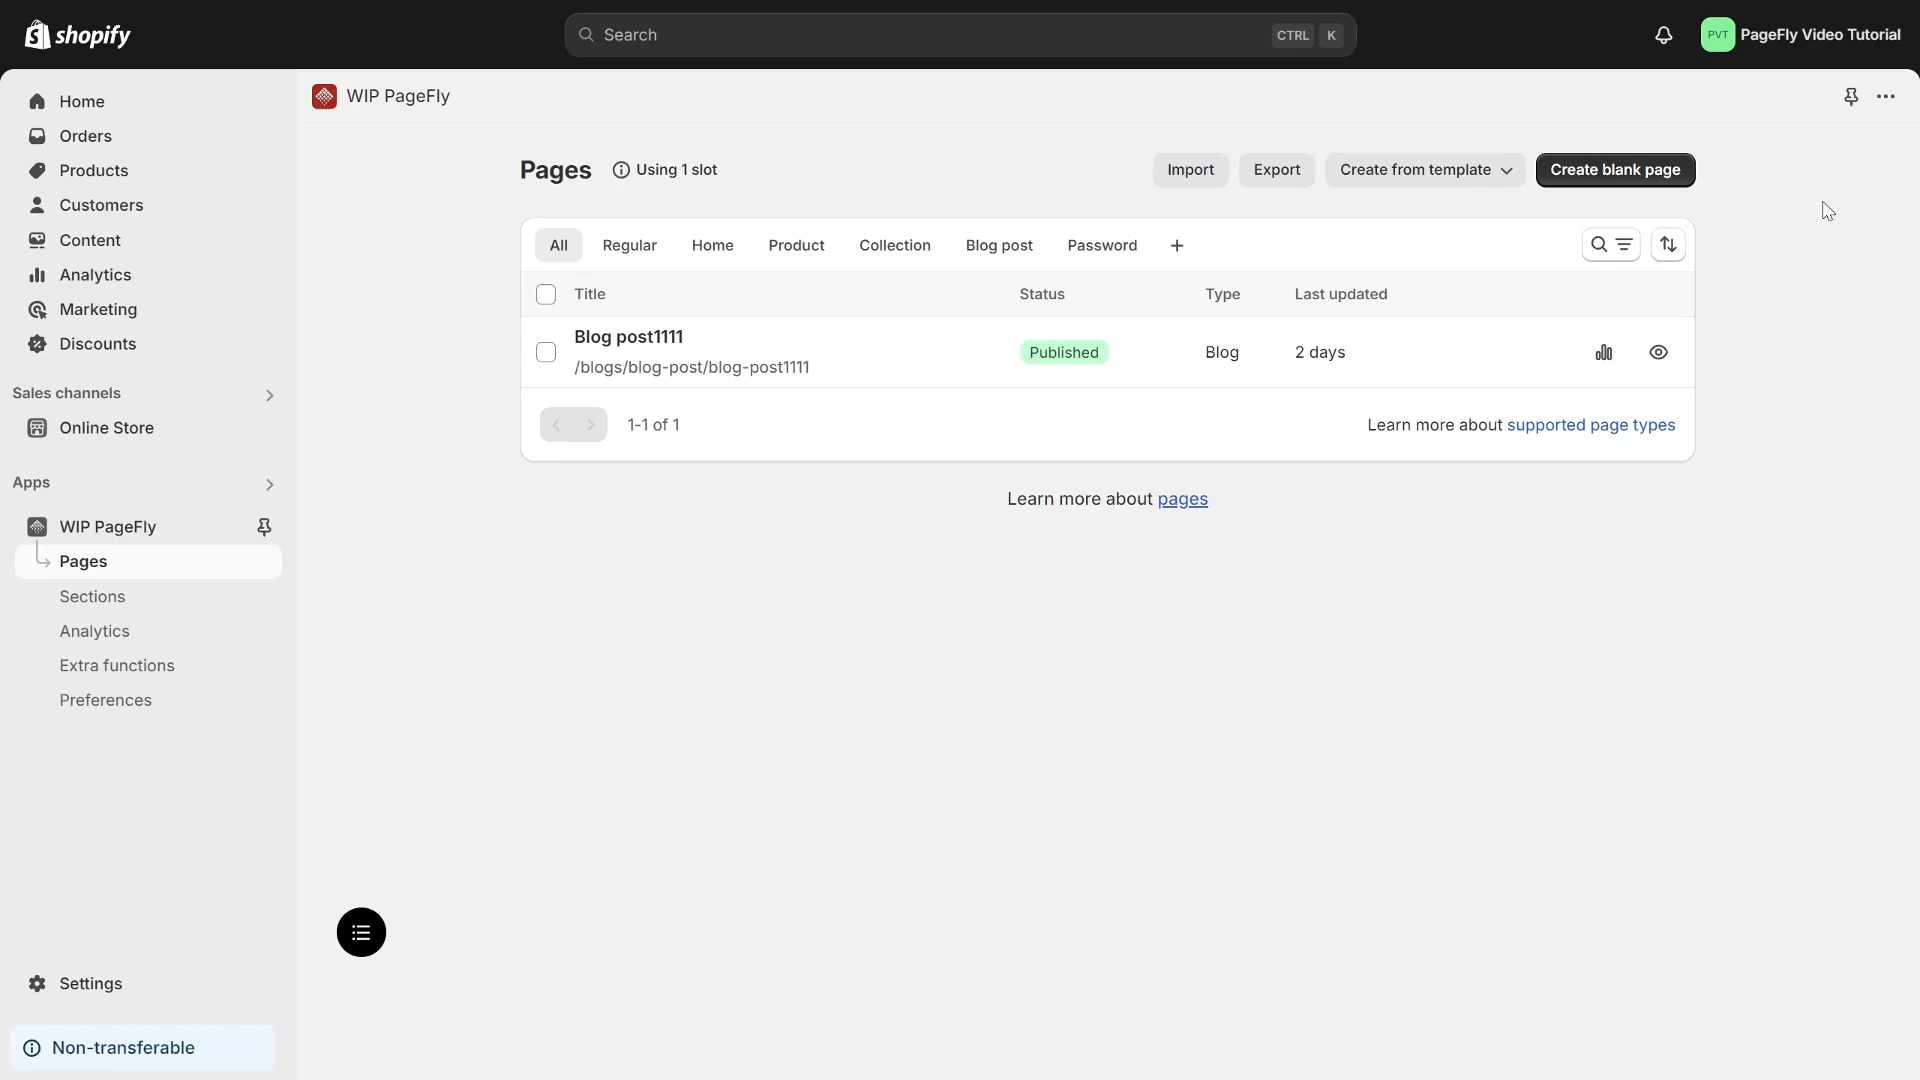 shopify
Search
CTRL K
PVT
PageFly Video Tutorial
Home
Orders
Products
Customers
Content
Analytics
Marketing
Discounts
Sales channels
Online Store
Apps
WIP PageFly
Pages
Sections
Analytics
Extra functions
Preferences
Settings
Non-transferable
WIP PageFly
Pages Using 1 slot Import Export Create from template Create blank page
All Regular Home Product Collection Blog post Password +
Title Status Type Last updated
Blog post1111
/blogs/blog-post/blog-post1111
Published Blog 2 days
1-1 of 1
Learn more about supported page types
Learn more about pages